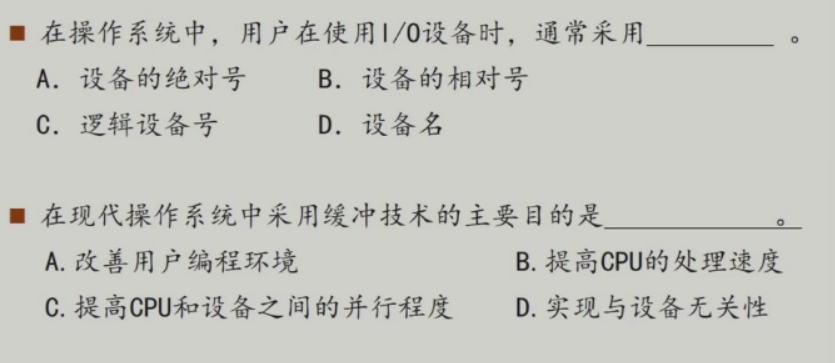 ■ 在操作系统中，用户在使用I/O设备时，通常采用_________ 。
A. 设备的绝对号 B. 设备的相对号
C. 逻辑设备号 D. 设备名
■ 在现代操作系统中采用缓冲技术的主要目的是_____________。
A.改善用户编程环境 B.提高CPU的处理速度
C.提高CPU和设备之间的并行程度 D.实现与设备无关性